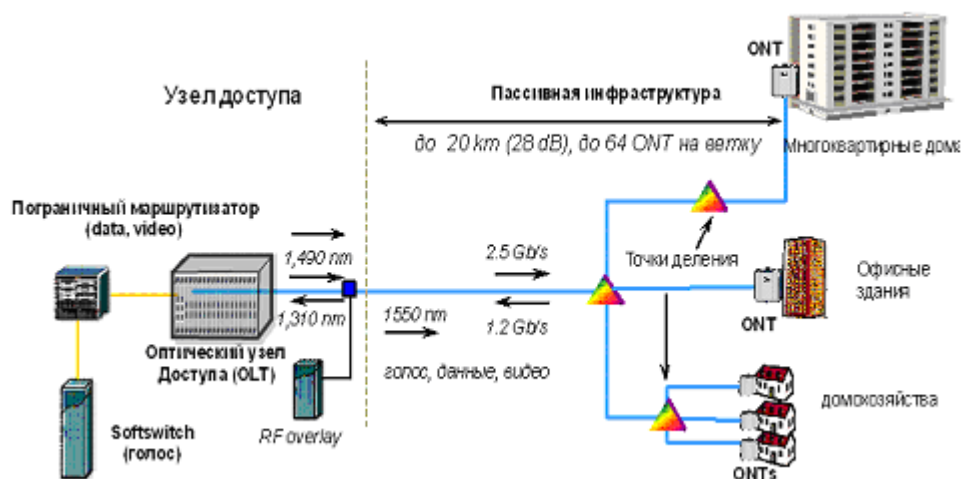 ONT
Узел доступа
Пассивная инфраструктура
до 20 km (28 dB), до 64 ONT на ветку
Многоквартирные дома
Пограничный маршрутизатор
(data, video)
1,490 nm
2.5 Gb/s
Точки деления
Офисные
здания
1,310 nm
1550 nm
1.2 Gb/s
ONT
Оптический узел
Доступа (OLT)
голос, данные, видео
домохозяйства
Softswitch
(голос)
RF overlay
ONTs